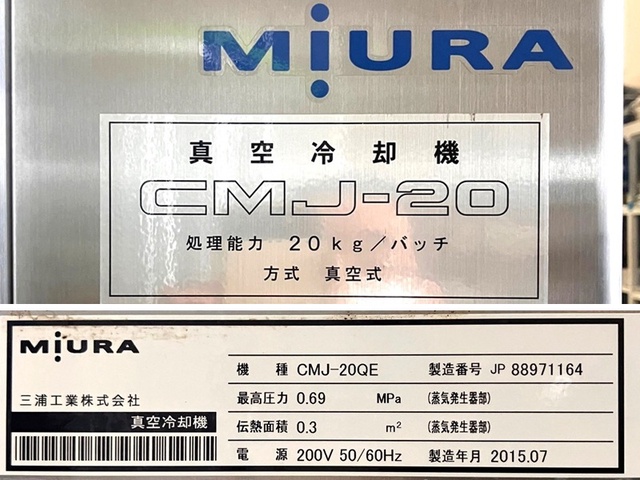 MIURA
真空冷却機
CMJ-20
処理能力 20kg/バッチ
方式 真空式
MIURA
三浦工業株式会社
真空冷却機
機種 CMJ-20QE 製造番号 JP 88971164
最高圧力 0.69 MPa (蒸気発生器部)
伝熱面積 0.3 m² (蒸気発生器部)
電源 200V 50/60Hz 製造年月 2015.07